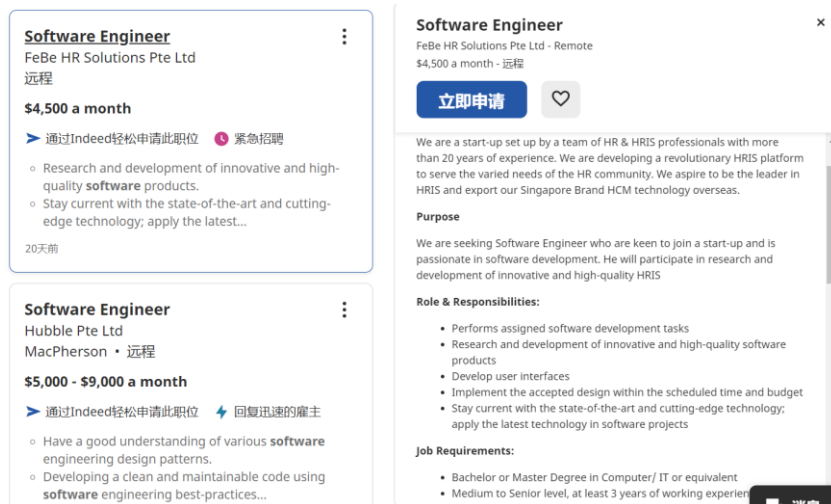 Software Engineer
FeBe HR Solutions Pte Ltd
远程
$4,500 a month
通过Indeed轻松申请此职位 紧急招聘
Research and development of innovative and high-
quality software products.
Stay current with the state-of-the-art and cutting-
edge technology; apply the latest...
20天前
Software Engineer
Hubble Pte Ltd
MacPherson • 远程
$5,000 - $9,000 a month
通过Indeed轻松申请此职位 回复迅速的雇主
Have a good understanding of various software
engineering design patterns.
Developing a clean and maintainable code using
software engineering best-practices...
Software Engineer
FeBe HR Solutions Pte Ltd - Remote
$4,500 a month - 远程
立即申请
We are a start-up set up by a team of HR & HRIS professionals with more
than 20 years of experience. We are developing a revolutionary HRIS platform
to serve the varied needs of the HR community. We aspire to be the leader in
HRIS and export our Singapore Brand HCM technology overseas.
Purpose
We are seeking Software Engineer who are keen to join a start-up and is
passionate in software development. He will participate in research and
development of innovative and high-quality HRIS
Role & Responsibilities:
• Performs assigned software development tasks
• Research and development of innovative and high-quality software
products
• Develop user interfaces
• Implement the accepted design within the scheduled time and budget
• Stay current with the state-of-the-art and cutting-edge technology;
apply the latest technology in software projects
Job Requirements:
• Bachelor or Master Degree in Computer/ IT or equivalent
• Medium to Senior level, at least 3 years of working experien